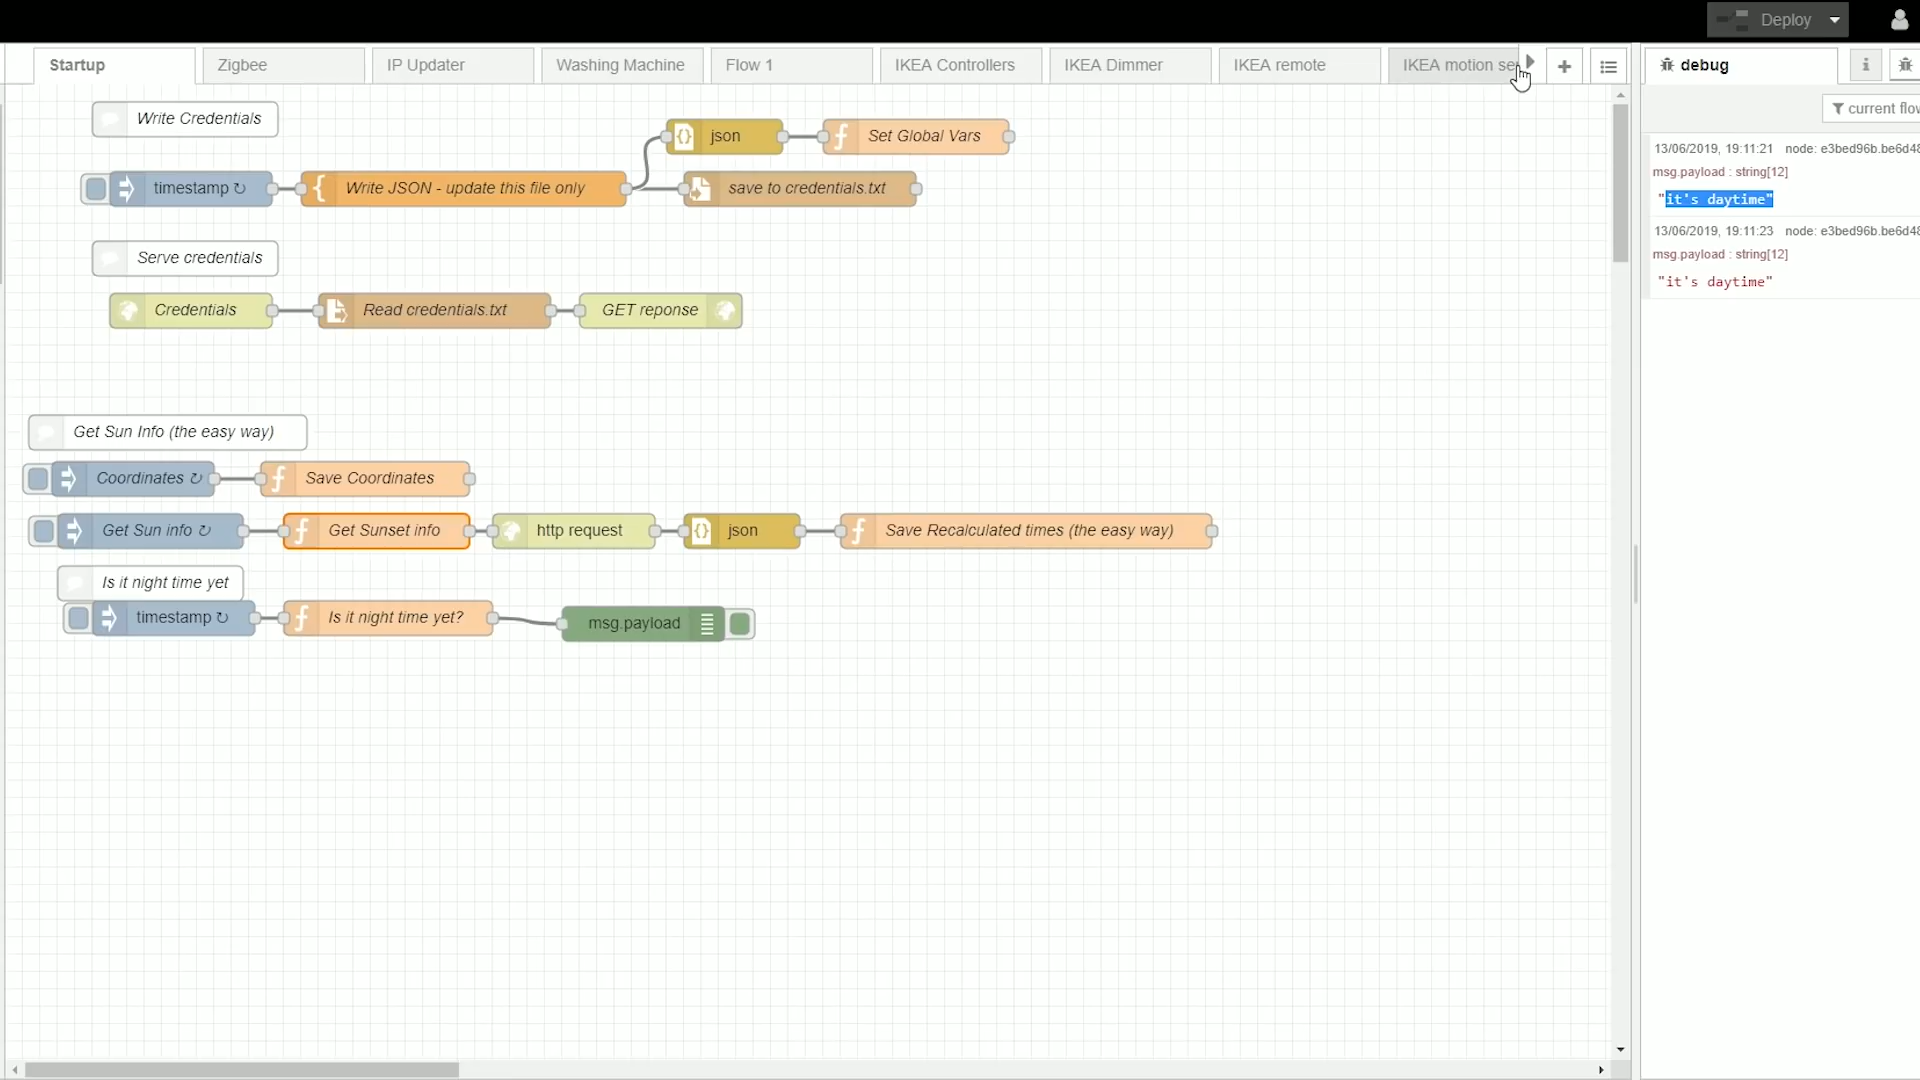 Deploy
Startup
Zigbee
IP Updater
Washing Machine
Flow 1
IKEA Controllers
IKEA Dimmer
IKEA remote
IKEA motion se
debug
current flow
Write Credentials
json
Set Global Vars
timestamp ↻
Write JSON - update this file only
save to credentials.txt
Serve credentials
Credentials
Read credentials.txt
GET reponse
Get Sun Info (the easy way)
Coordinates ↻
Save Coordinates
Get Sun info ↻
Get Sunset info
http request
json
Save Recalculated times (the easy way)
Is it night time yet
timestamp ↻
Is it night time yet?
msg.payload
13/06/2019, 19:11:21 node: e3bed96b.be6d48
msg.payload : string[12]
"it's daytime"
13/06/2019, 19:11:23 node: e3bed96b.be6d48
msg.payload : string[12]
"it's daytime"